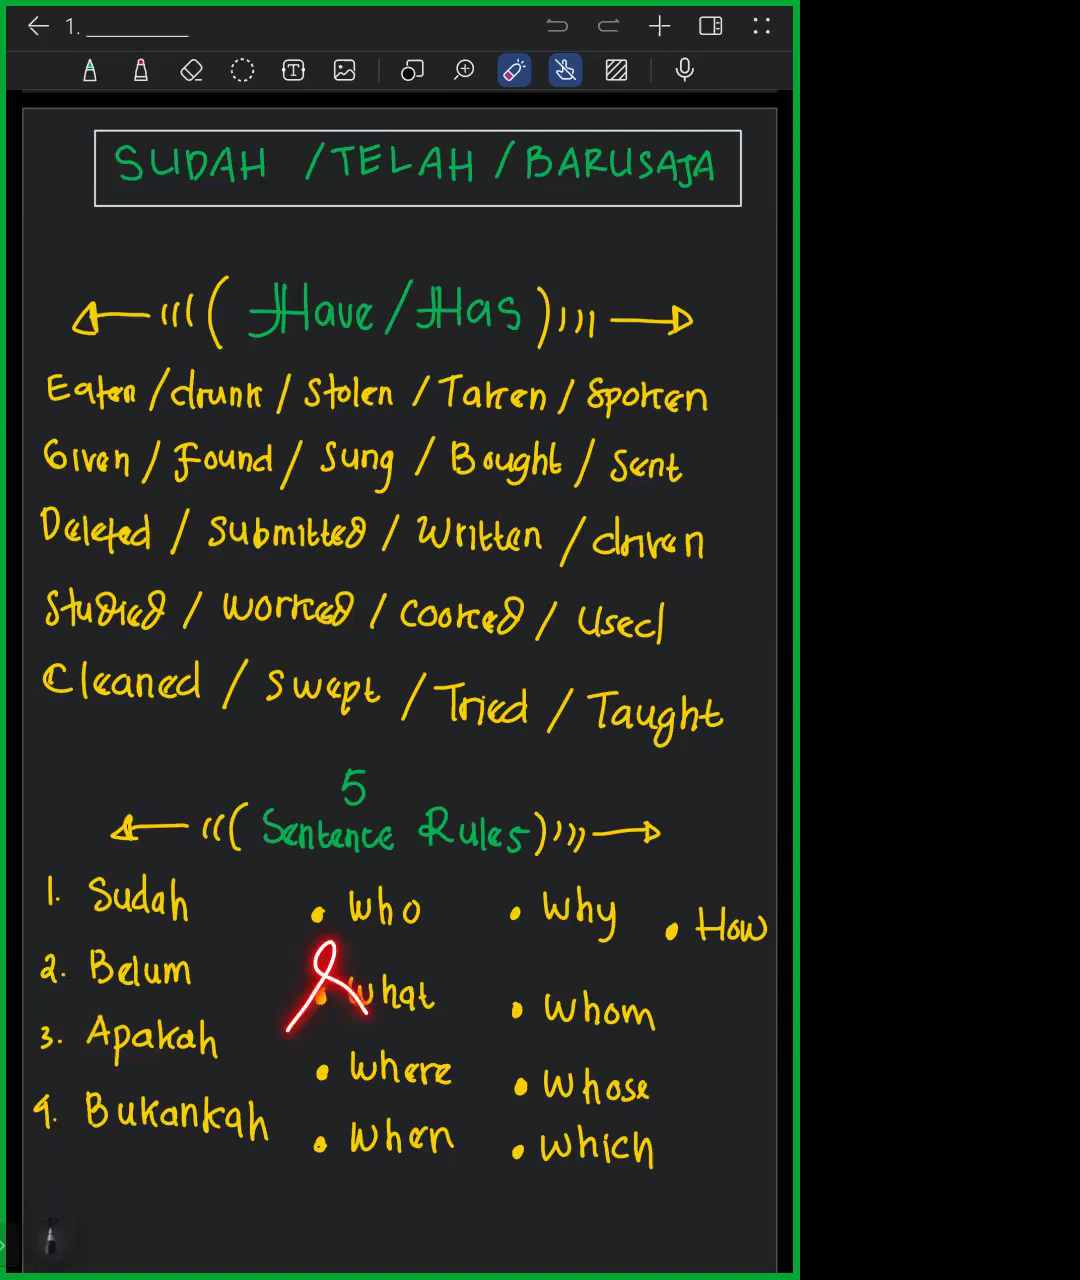 1. __________
SUDAH / TELAH / BARUSAJA
Have / Has
Eaten / drunk / Stolen / Taken / Spoken
Given / Found / Sung / Bought / Sent
Deleted / Submitted / Written / driven
Studied / Worked / Cooked / Used
Cleaned / Swept / Tried / Taught
5
Sentence Rules
1. Sudah
2. Belum
3. Apakah
4. Bukankah
• Who
• What
• Where
• When
• Why
• Whom
• Whose
• Which
• How